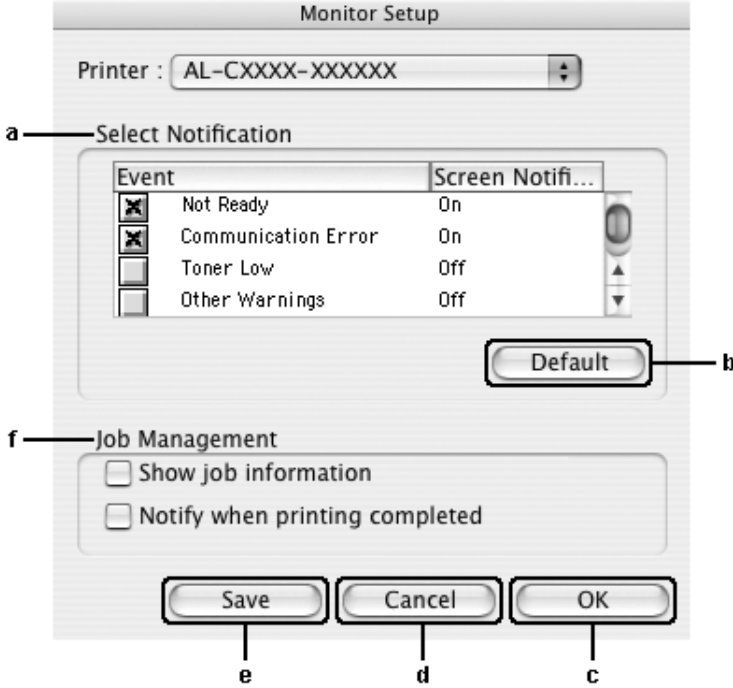 Monitor Setup
Printer : AL-CXXXX-XXXXXX
a Select Notification
Event Screen Notifi...
Not Ready On
Communication Error On
Toner Low Off
Other Warnings Off
Default b
f Job Management
Show job information
Notify when printing completed
Save Cancel OK
e d c